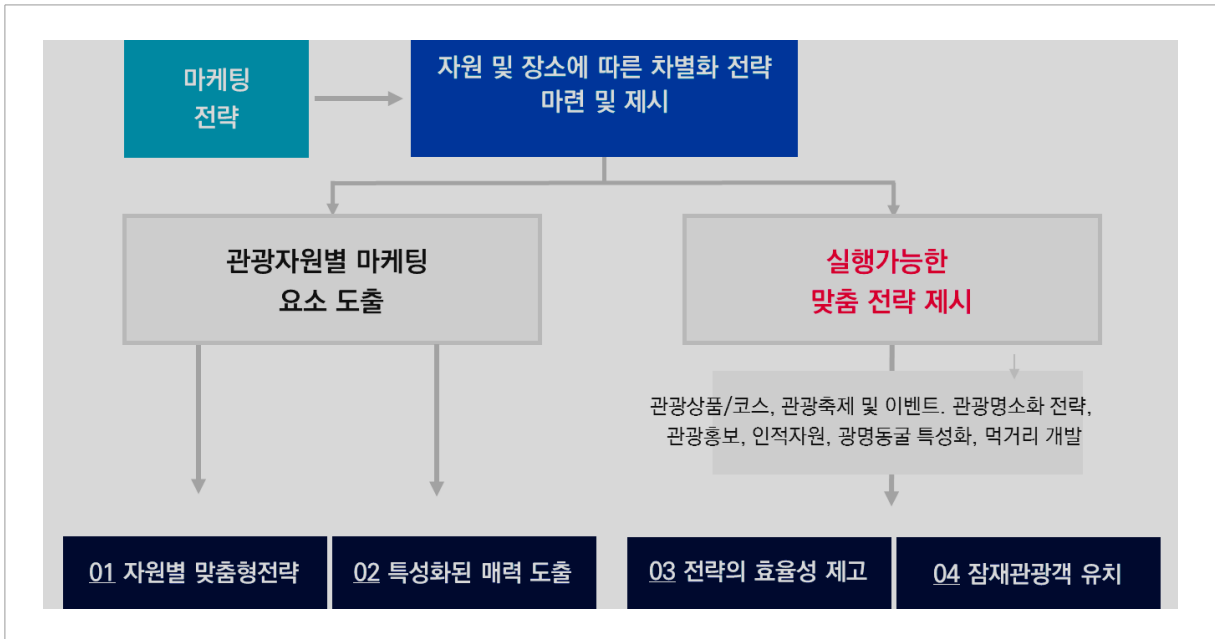 마케팅
전략
자원 및 장소에 따른 차별화 전략
마련 및 제시
관광자원별 마케팅
요소 도출
실행가능한
맞춤 전략 제시
관광상품/코스, 관광축제 및 이벤트. 관광명소화 전략,
관광홍보, 인적자원, 광명동굴 특성화, 먹거리 개발
01 자원별 맞춤형전략
02 특성화된 매력 도출
03 전략의 효율성 제고
04 잠재관광객 유치